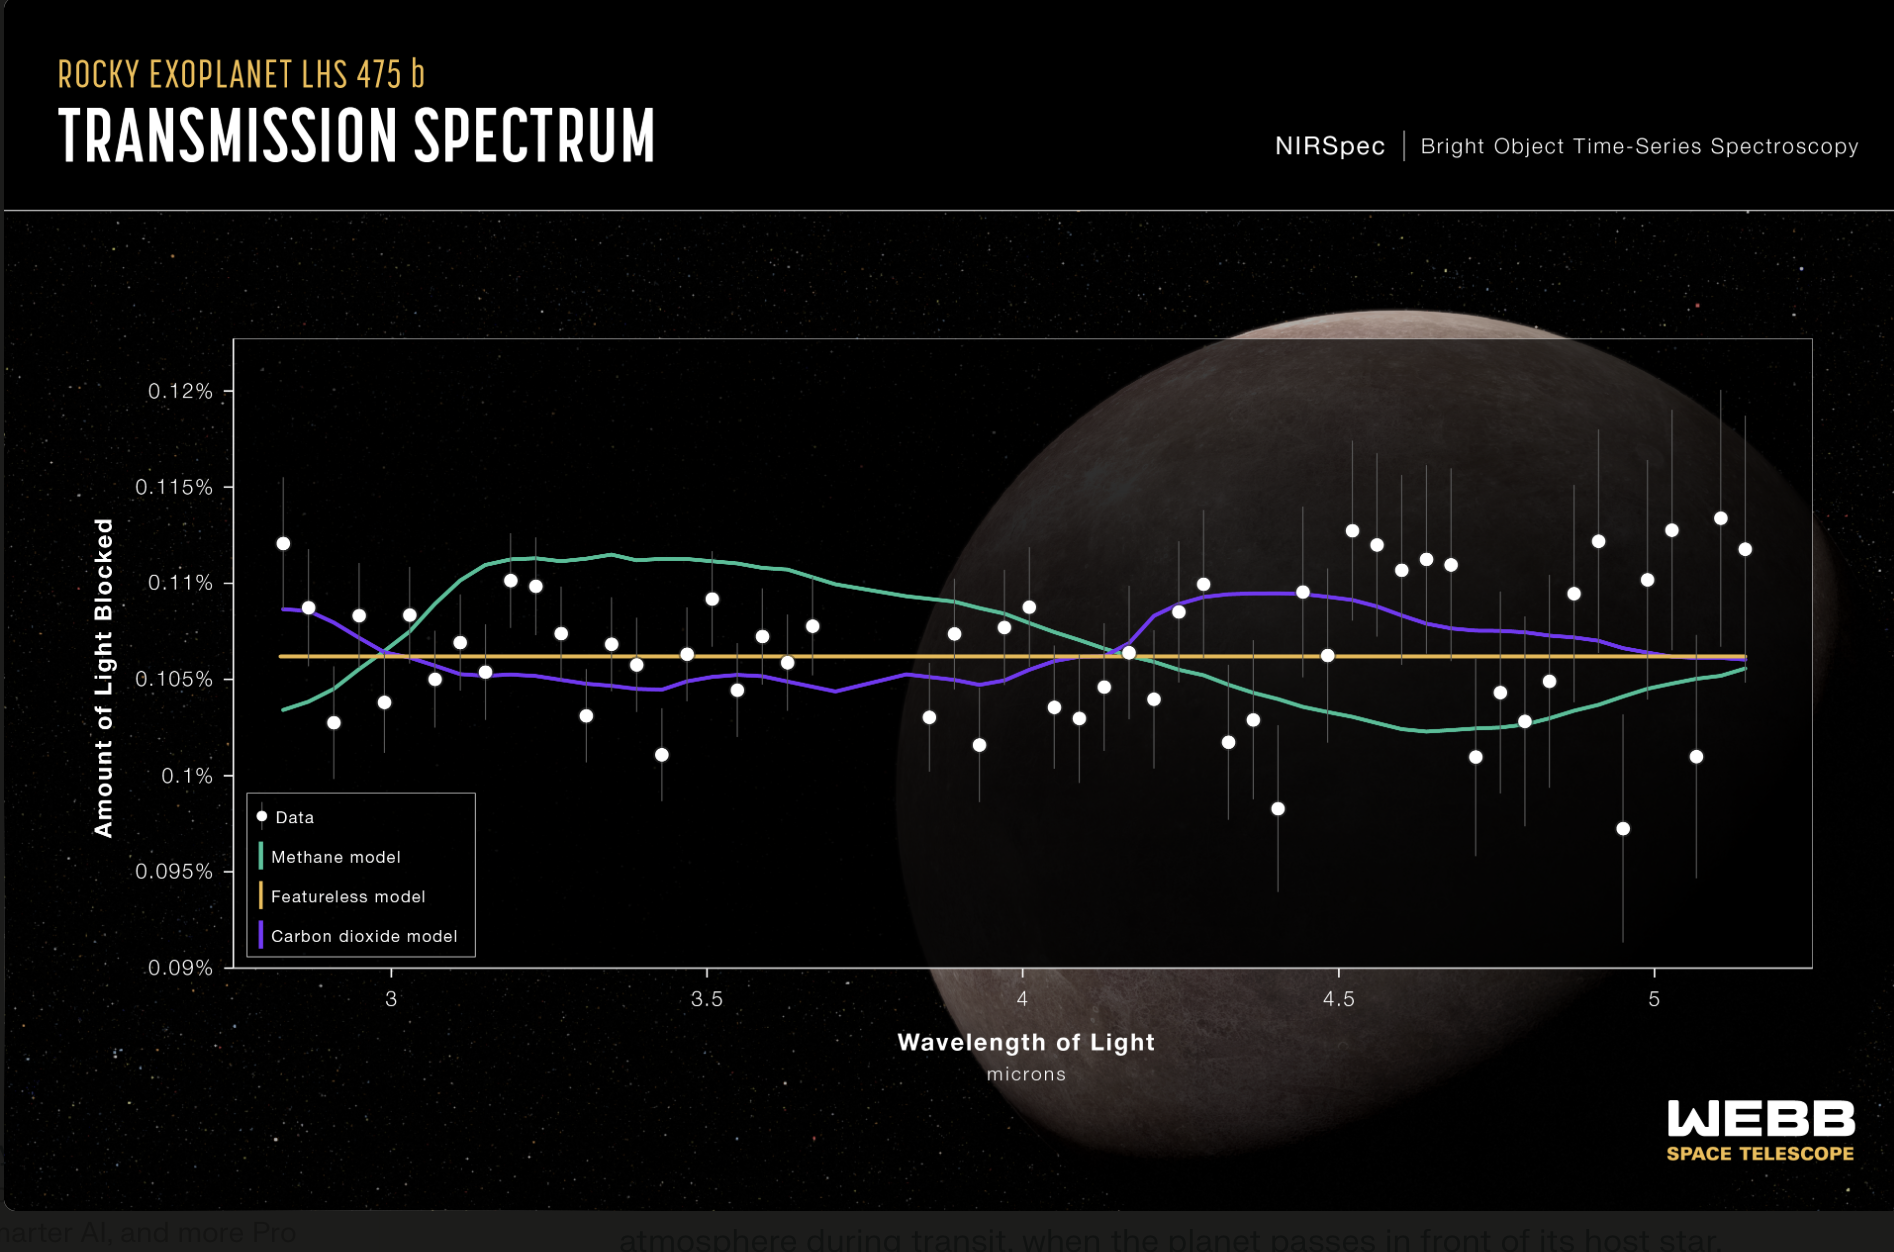 ROCKY EXOPLANET LHS 475 b
TRANSMISSION SPECTRUM
NIRSpec | Bright Object Time-Series Spectroscopy
Amount of Light Blocked
0.12%
0.115%
0.11%
0.105%
0.1%
0.095%
0.09%
Data
Methane model
Featureless model
Carbon dioxide model
3 3.5 4 4.5 5
Wavelength of Light
microns
WEBB
SPACE TELESCOPE
arter AI, and more Pro
atmosphere during transit, when the planet passes in front of its host star